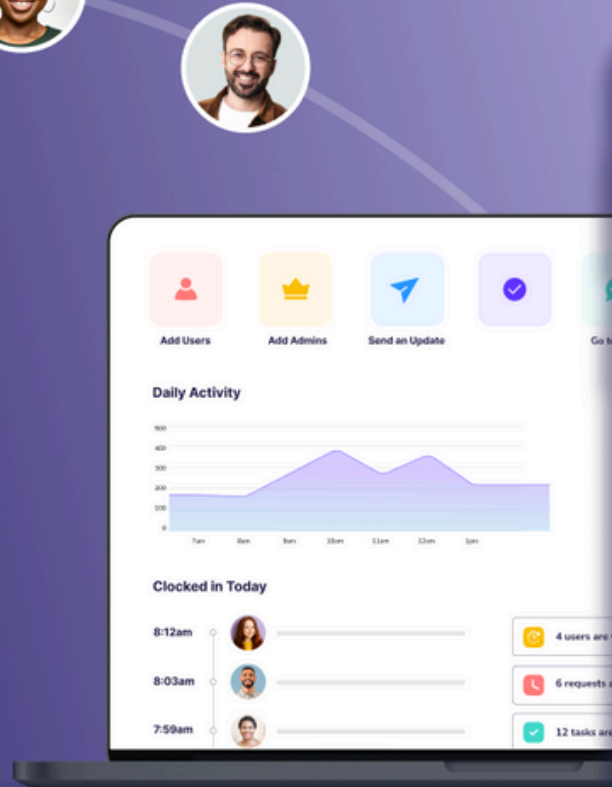 Add Users
Add Admins
Send an Update
Go to
Daily Activity
500
400
300
200
100
0
7am
8am
9am
10am
11am
12am
1pm
Clocked in Today
8:12am
4 users are
8:03am
6 requests a
7:59am
12 tasks are